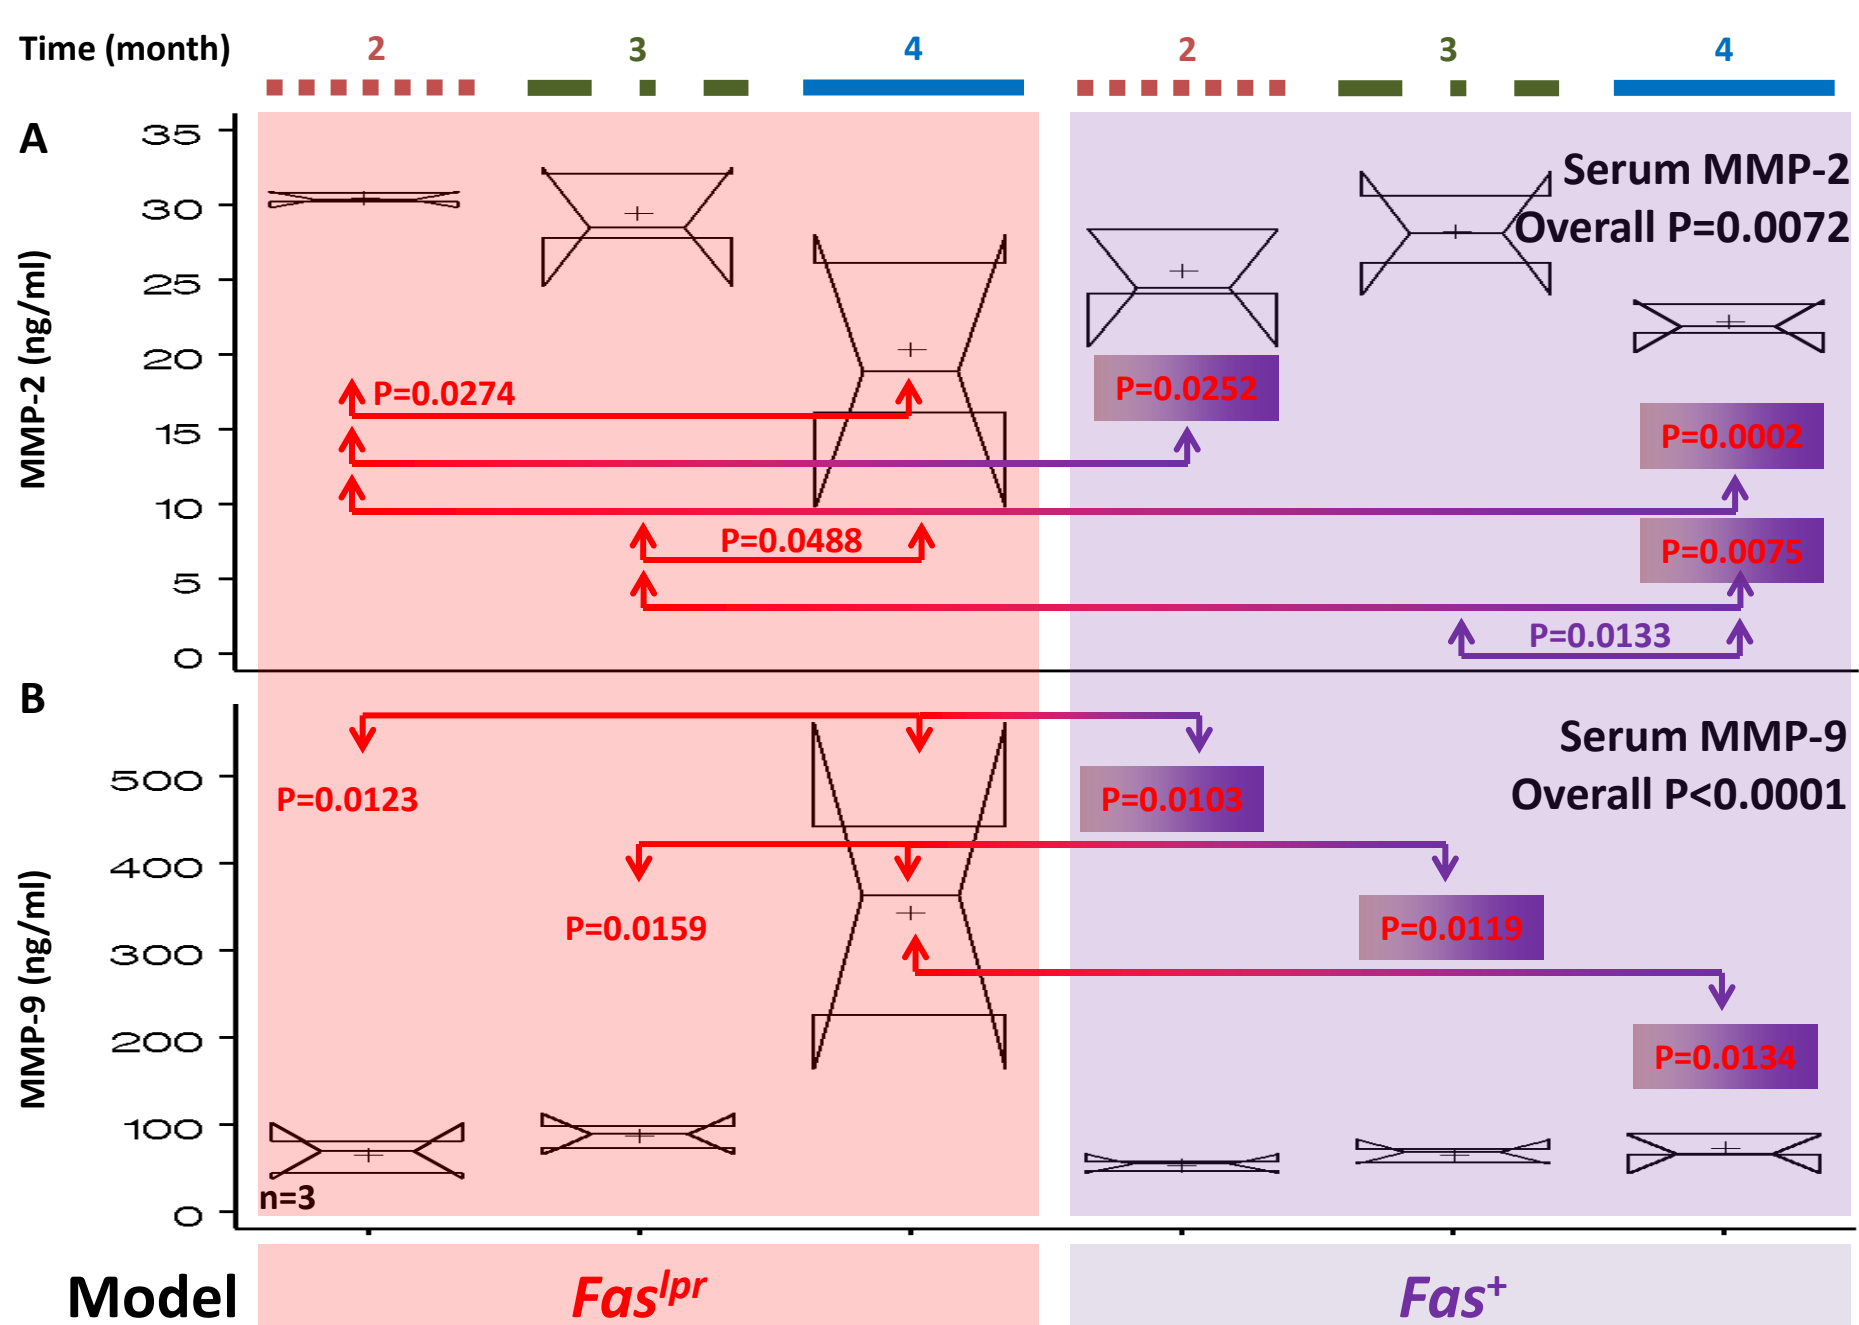 Time (month) 2 3 4 2 3 4
A
35
30
25
20
15
10
5
0
MMP-2 (ng/ml)
Serum MMP-2
Overall P=0.0072
P=0.0274
P=0.0252
P=0.0002
P=0.0488
P=0.0075
P=0.0133
B
500
400
300
200
100
0
MMP-9 (ng/ml)
Serum MMP-9
Overall P<0.0001
P=0.0123
P=0.0103
P=0.0159
P=0.0119
P=0.0134
n=3
Model Fas^lpr Fas^+